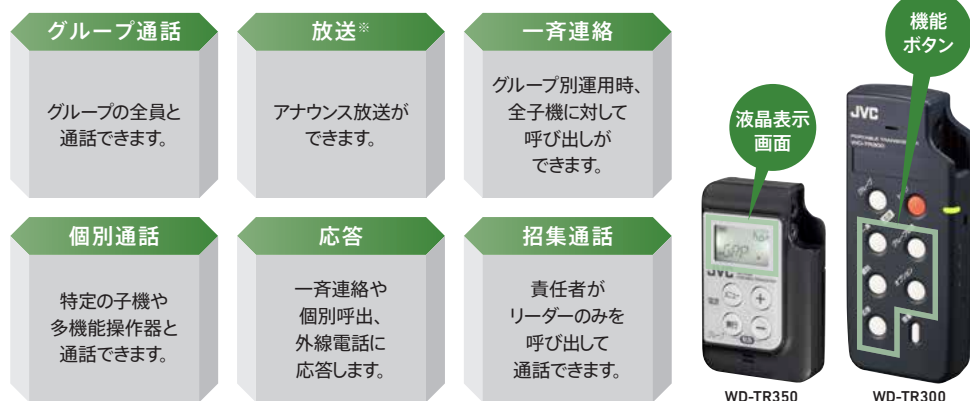 グループ通話
グループの全員と
通話できます。
放送※
アナウンス放送が
できます。
一斉連絡
グループ別運用時、
全子機に対して
呼び出しが
できます。
個別通話
特定の子機や
多機能操作器と
通話できます。
応答
一斉連絡や
個別呼出、
外線電話に
応答します。
招集通話
責任者が
リーダーのみを
呼び出して
通話できます。
液晶表示
画面
機能
ボタン
JVC
WD-TR300
GPP
JVC
メニュー
+
−
WD-TR350
WD-TR300